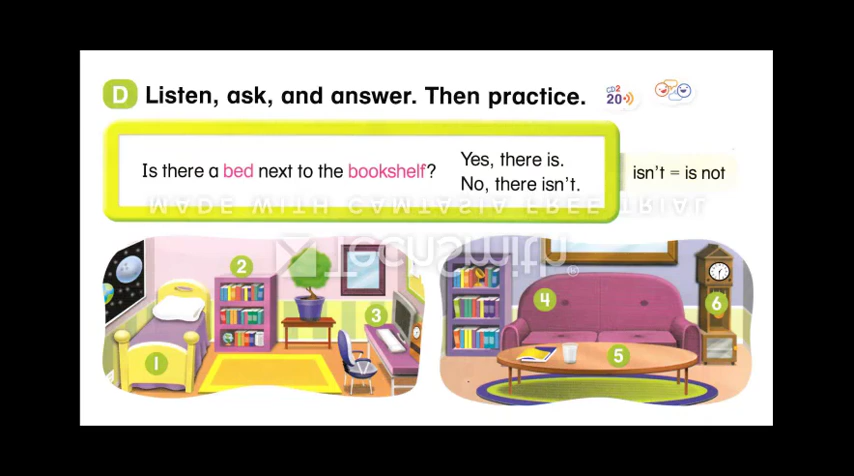 D Listen, ask, and answer. Then practice.
CD2
20
Is there a bed next to the bookshelf?
Yes, there is.
No, there isn't.
isn't = is not
MADE WITH CAMTASIA FREE TRIAL
TechSmith
®
2
3
1
4
6
5